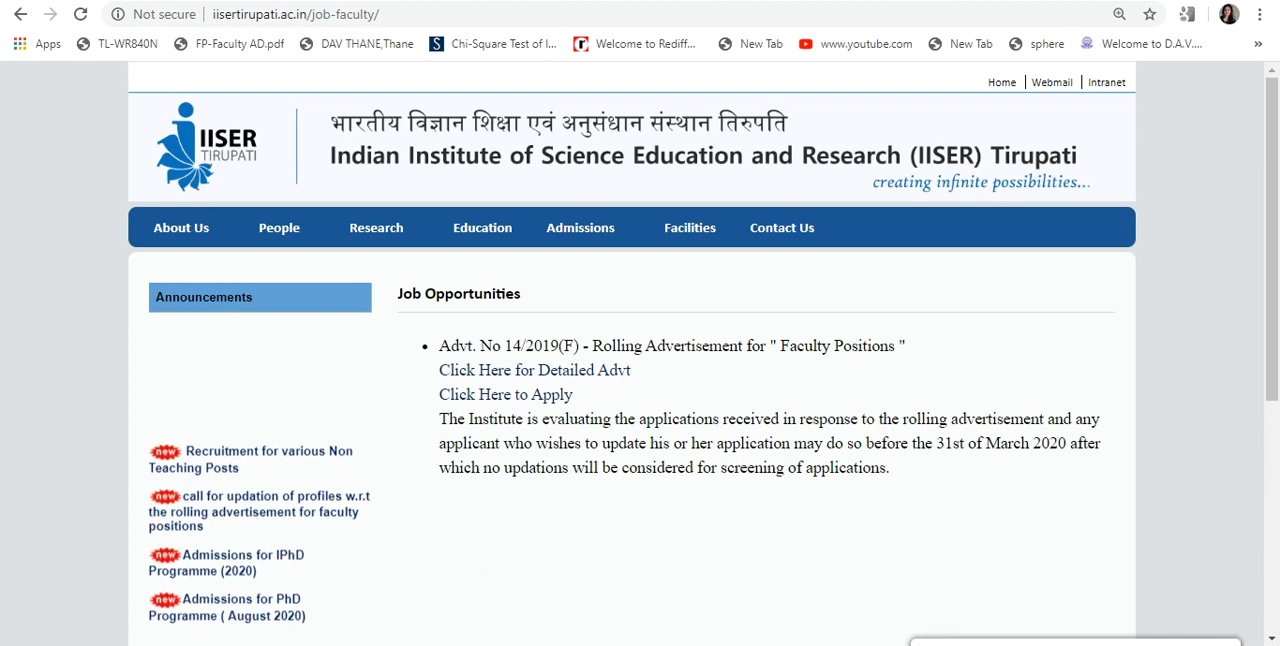 Not secure | iisertirupati.ac.in/job-faculty/
Apps TL-WR840N FP-Faculty AD.pdf DAV THANE,Thane S Chi-Square Test of I... r Welcome to Rediff... New Tab www.youtube.com New Tab sphere Welcome to D.A.V.... »
Home | Webmail | Intranet
IISER
TIRUPATI
भारतीय विज्ञान शिक्षा एवं अनुसंधान संस्थान तिरुपति
Indian Institute of Science Education and Research (IISER) Tirupati
creating infinite possibilities...
About Us People Research Education Admissions Facilities Contact Us
Announcements
new Recruitment for various Non
Teaching Posts
new call for updation of profiles w.r.t
the rolling advertisement for faculty
positions
new Admissions for IPhD
Programme (2020)
new Admissions for PhD
Programme ( August 2020)
Job Opportunities
• Advt. No 14/2019(F) - Rolling Advertisement for " Faculty Positions "
Click Here for Detailed Advt
Click Here to Apply
The Institute is evaluating the applications received in response to the rolling advertisement and any
applicant who wishes to update his or her application may do so before the 31st of March 2020 after
which no updations will be considered for screening of applications.